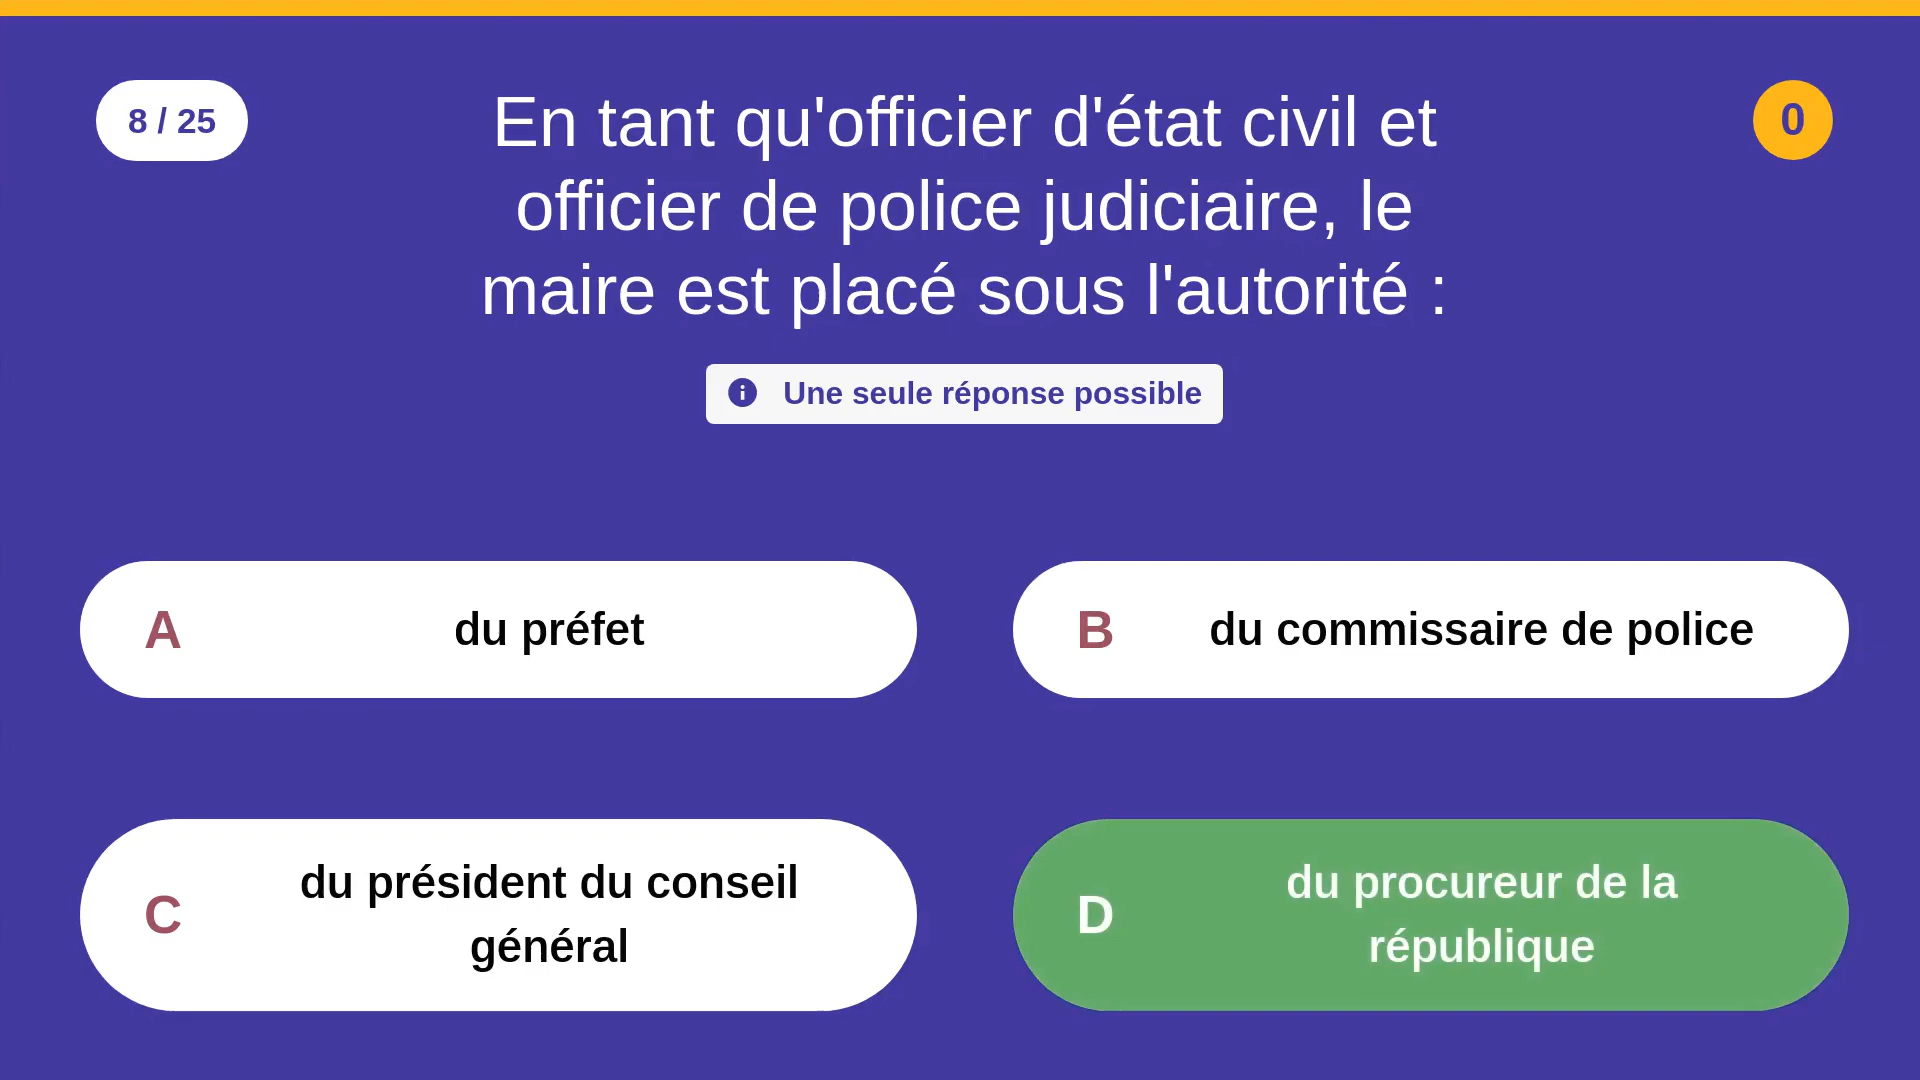 8 / 25
En tant qu'officier d'état civil et
officier de police judiciaire, le
maire est placé sous l'autorité :
0
Une seule réponse possible
A
du préfet
B
du commissaire de police
C
du président du conseil
général
D
du procureur de la
république